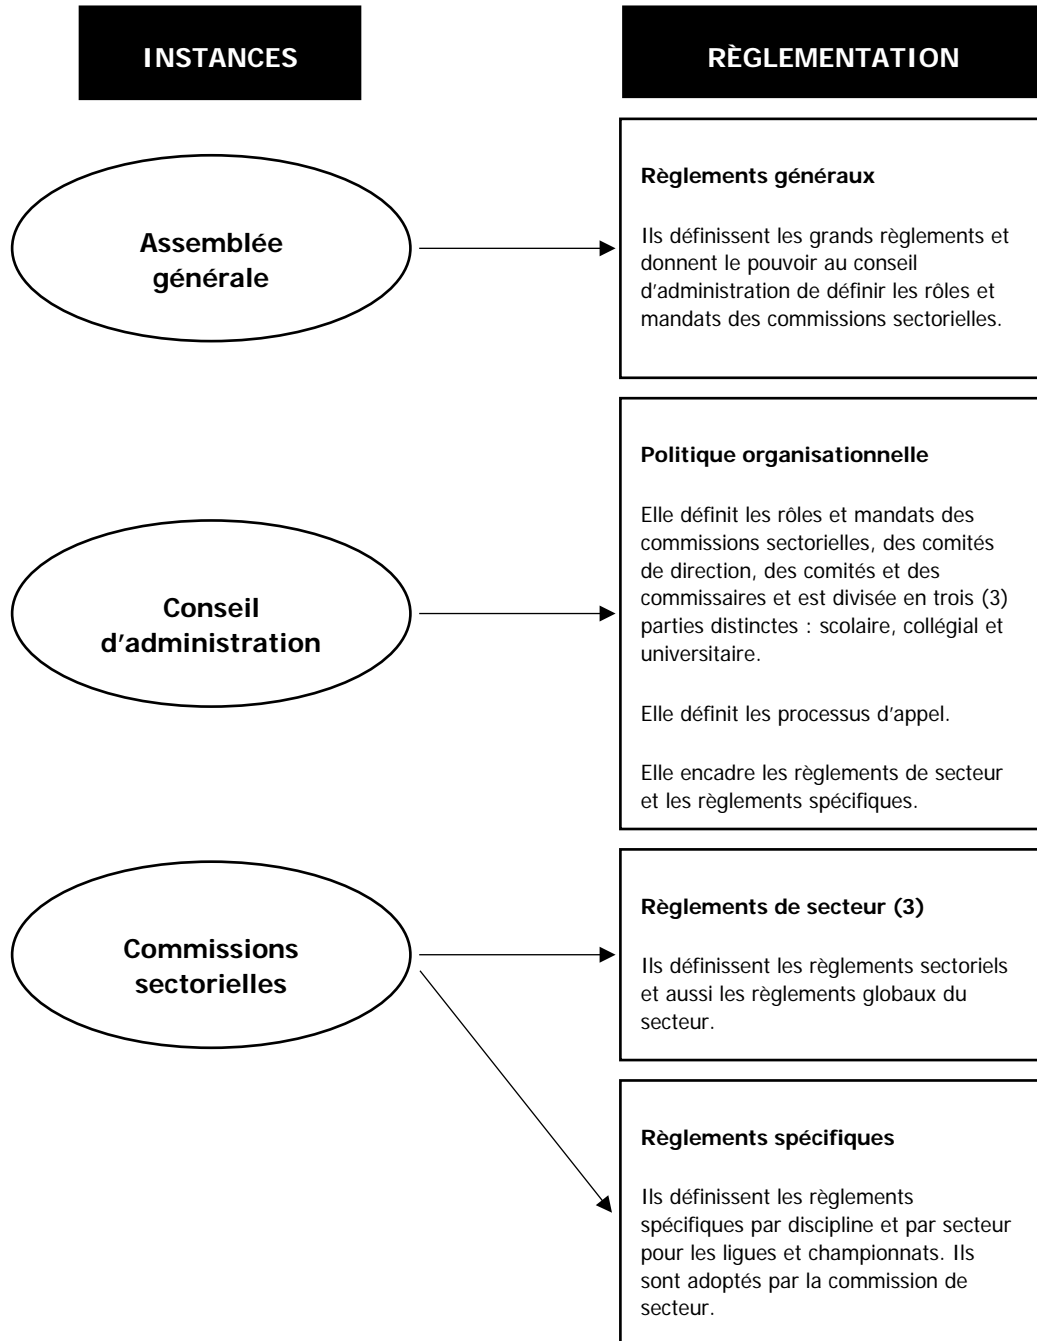 INSTANCES
RÈGLEMENTATION
Assemblée
générale
Règlements généraux
Ils définissent les grands règlements et
donnent le pouvoir au conseil
d'administration de définir les rôles et
mandats des commissions sectorielles.
Conseil
d'administration
Politique organisationnelle
Elle définit les rôles et mandats des
commissions sectorielles, des comités
de direction, des comités et des
commissaires et est divisée en trois (3)
parties distinctes : scolaire, collégial et
universitaire.
Elle définit les processus d'appel.
Elle encadre les règlements de secteur
et les règlements spécifiques.
Commissions
sectorielles
Règlements de secteur (3)
Ils définissent les règlements sectoriels
et aussi les règlements globaux du
secteur.
Règlements spécifiques
Ils définissent les règlements
spécifiques par discipline et par secteur
pour les ligues et championnats. Ils
sont adoptés par la commission de
secteur.